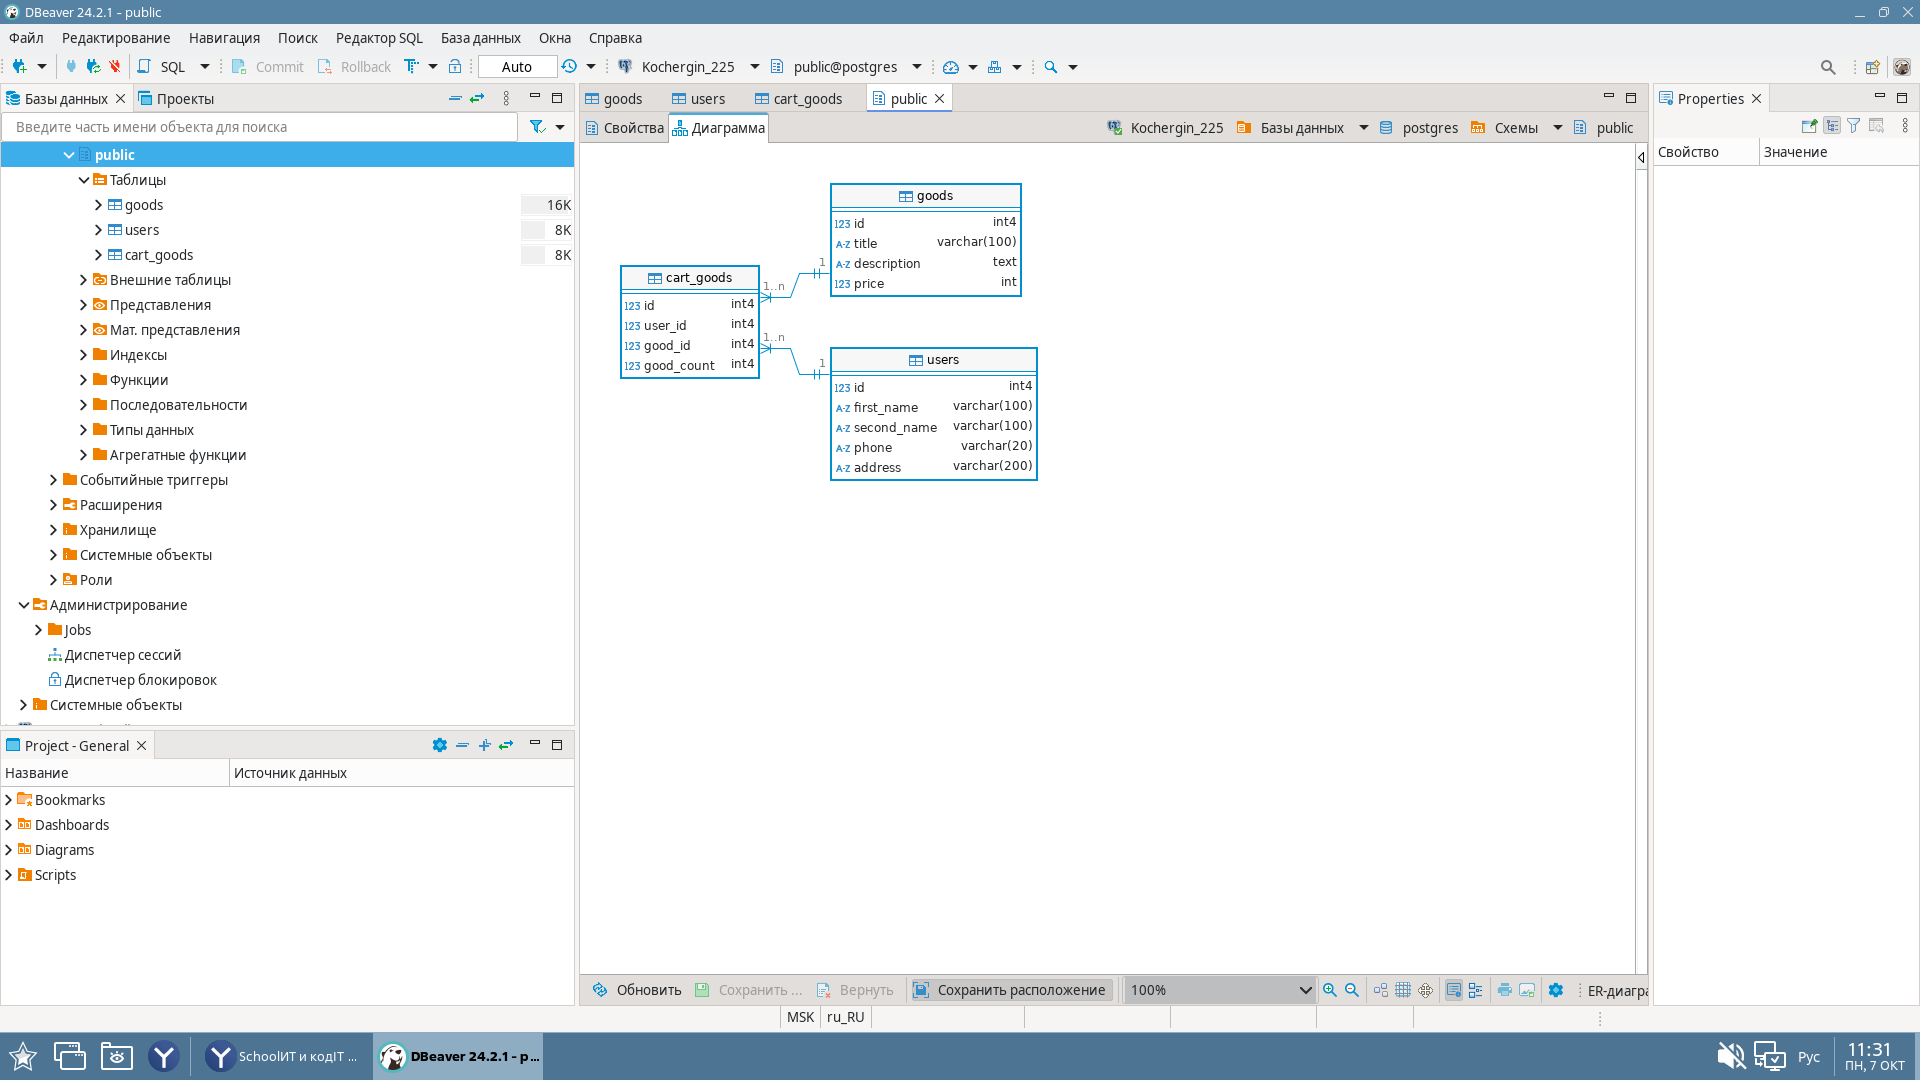 DBeaver 24.2.1 - public
Файл Редактирование Навигация Поиск Редактор SQL База данных Окна Справка
SQL Commit Rollback Auto Kochergin_225 public@postgres
Базы данных Проекты
Введите часть имени объекта для поиска
public
Таблицы
goods 16K
users 8K
cart_goods 8K
Внешние таблицы
Представления
Мат. представления
Индексы
Функции
Последовательности
Типы данных
Агрегатные функции
Событийные триггеры
Расширения
Хранилище
Системные объекты
Роли
Администрирование
Jobs
Диспетчер сессий
Диспетчер блокировок
Системные объекты
Project - General
Название Источник данных
Bookmarks
Dashboards
Diagrams
Scripts
goods users cart_goods public
Свойства Диаграмма Kochergin_225 Базы данных postgres Схемы public
goods
123 id int4
A-Z title varchar(100)
A-Z description text
123 price int
cart_goods
123 id int4
123 user_id int4
123 good_id int4
123 good_count int4
1..n
1
1..n
1
users
123 id int4
A-Z first_name varchar(100)
A-Z second_name varchar(100)
A-Z phone varchar(20)
A-Z address varchar(200)
Обновить Сохранить ... Вернуть Сохранить расположение 100% ER-диагра
Properties
Свойство Значение
MSK ru_RU
SchoolИТ и кодIT ... DBeaver 24.2.1 - p... Рус 11:31
ПН, 7 ОКТ